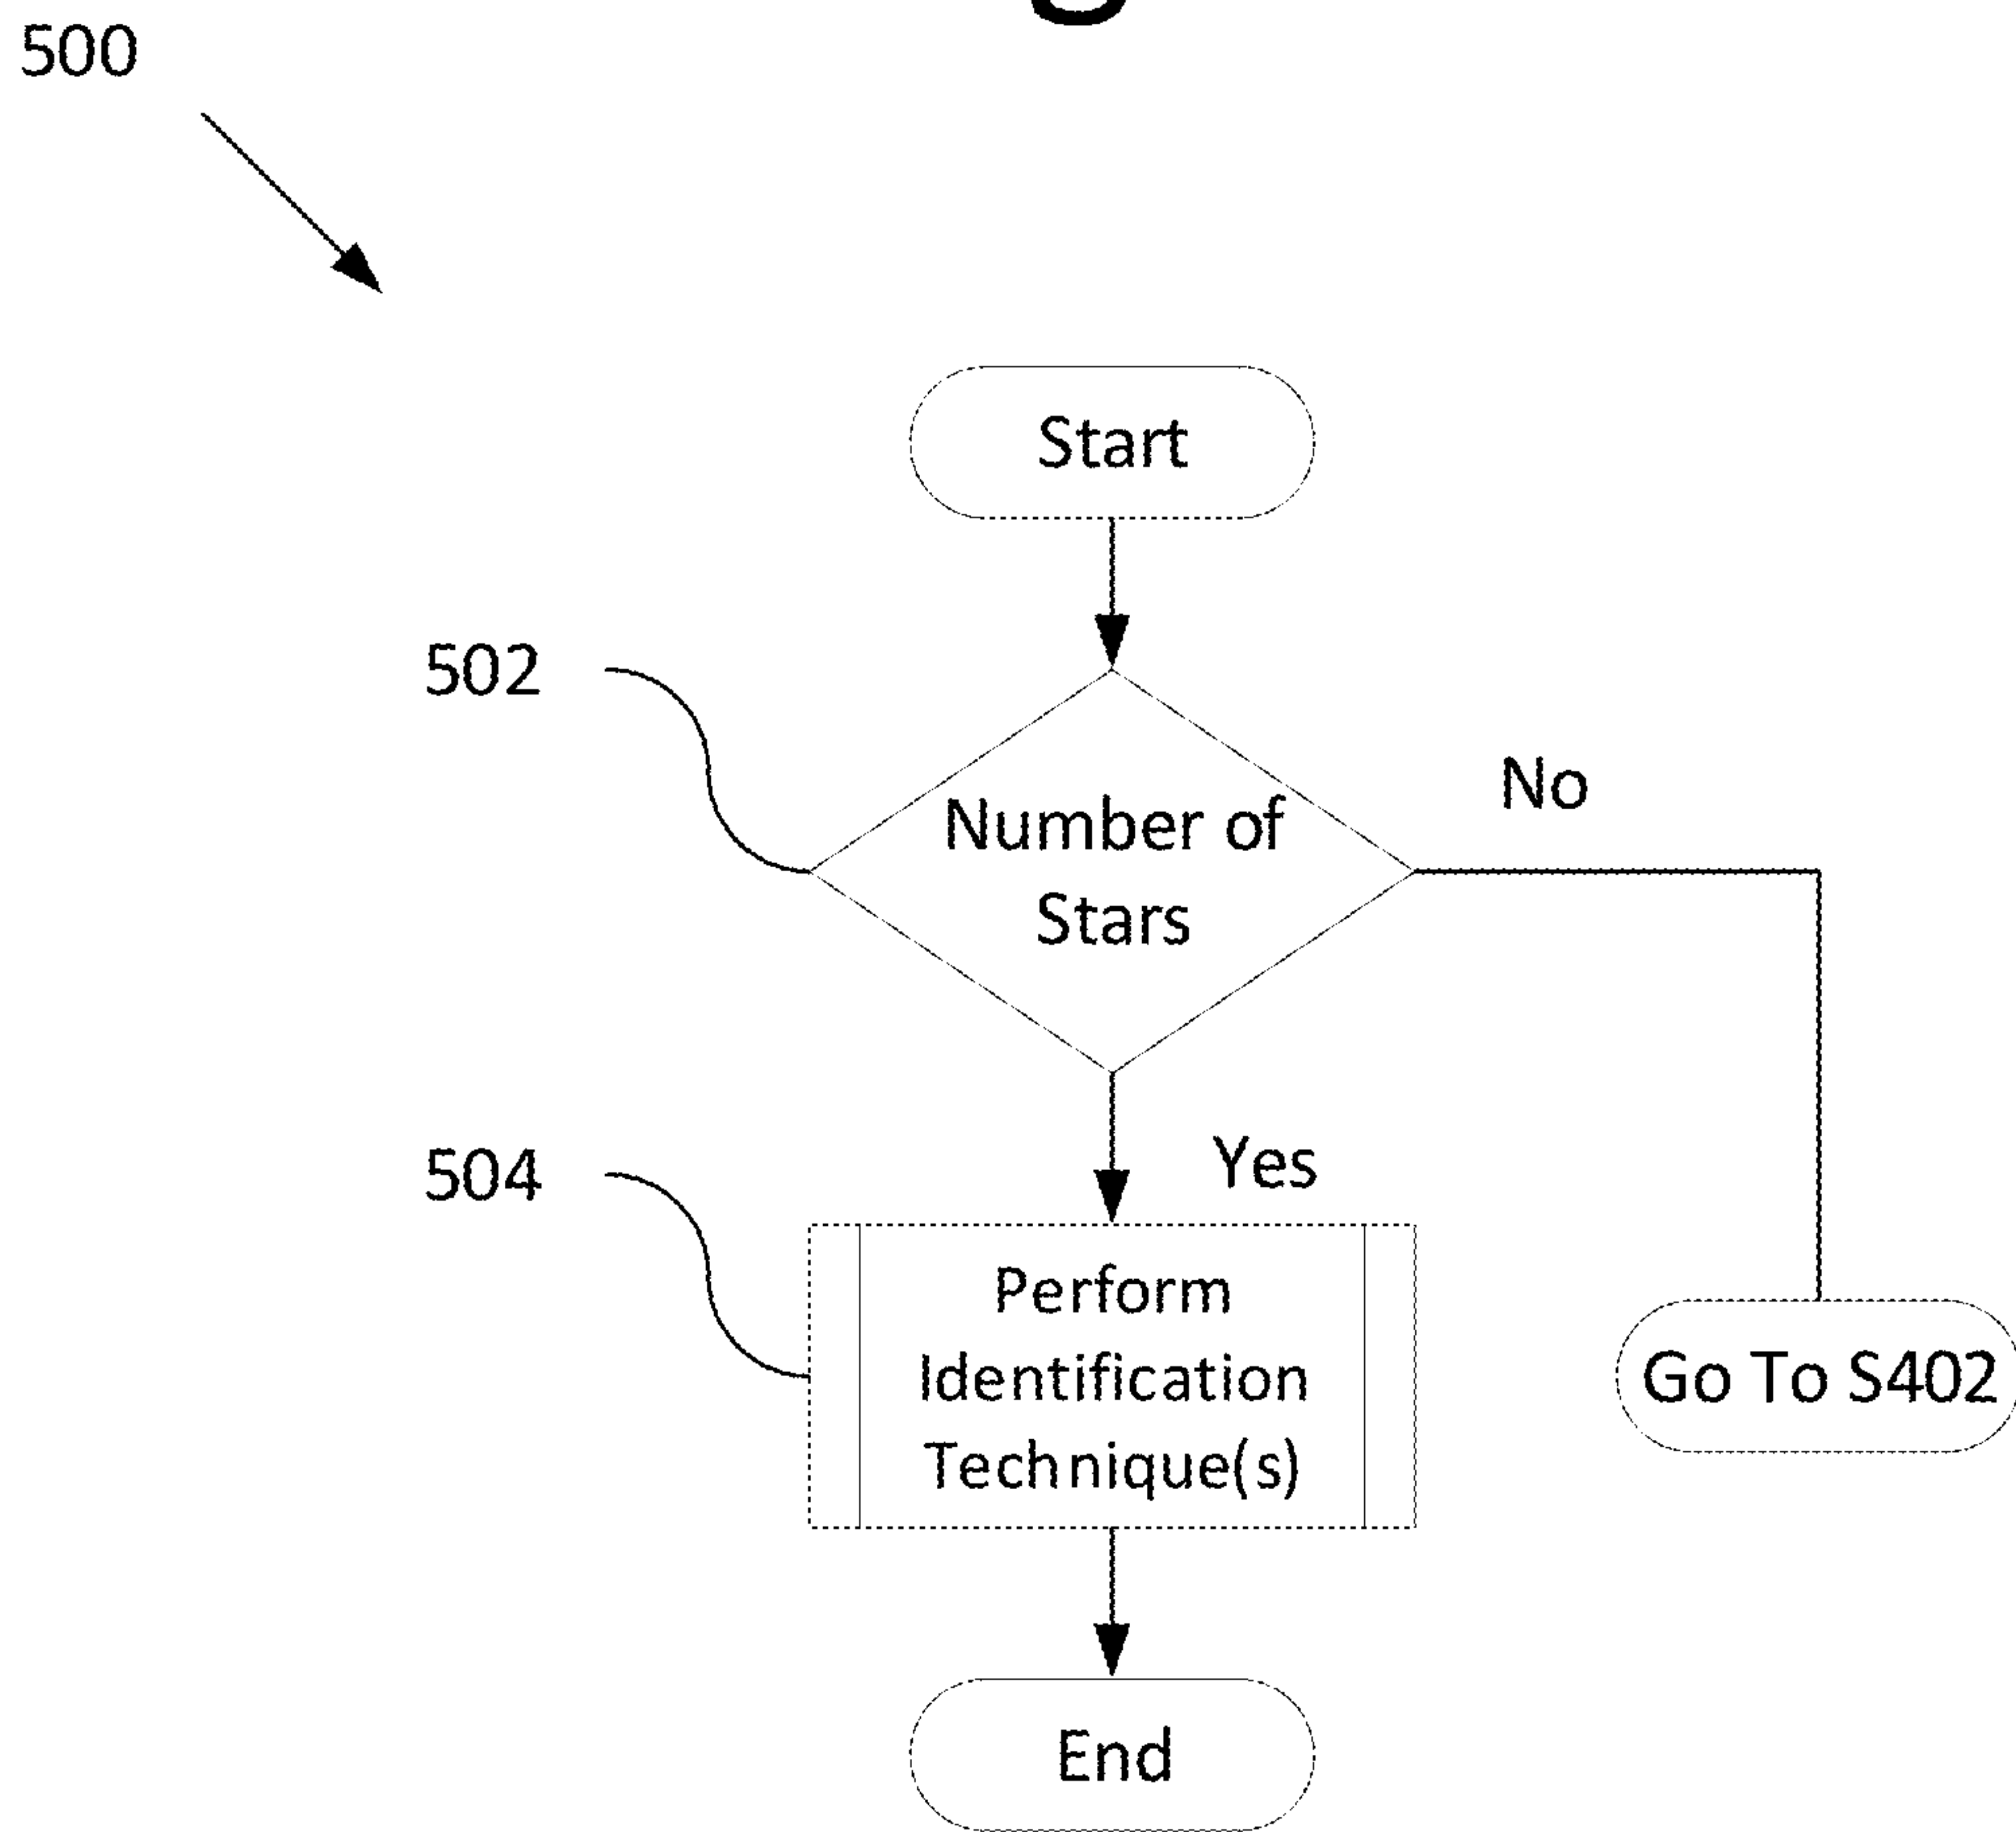 500
Start
502
Number of
Stars
No
Yes
504
Perform
Identification
Technique(s)
Go To S402
End